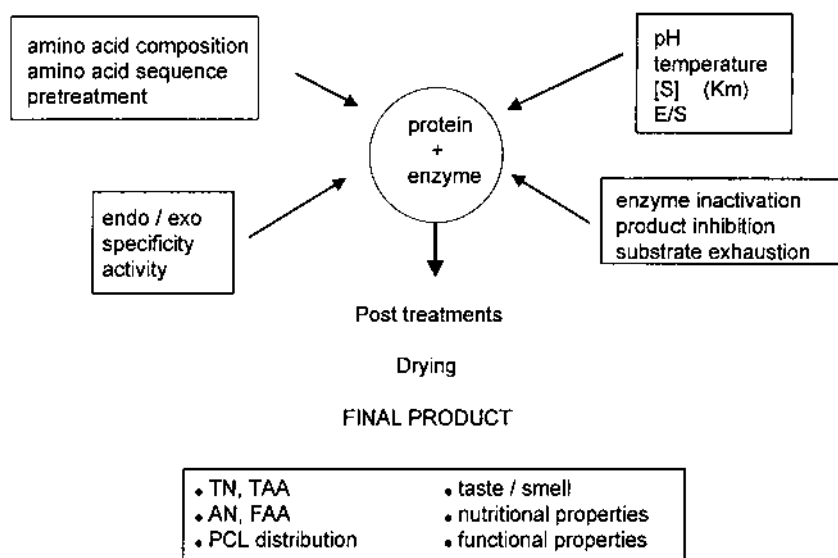 amino acid composition
amino acid sequence
pretreatment
pH
temperature
[S] (Km)
E/S
protein
+
enzyme
endo / exo
specificity
activity
enzyme inactivation
product inhibition
substrate exhaustion
Post treatments
Drying
FINAL PRODUCT
• TN, TAA
• AN, FAA
• PCL distribution
• taste / smell
• nutritional properties
• functional properties